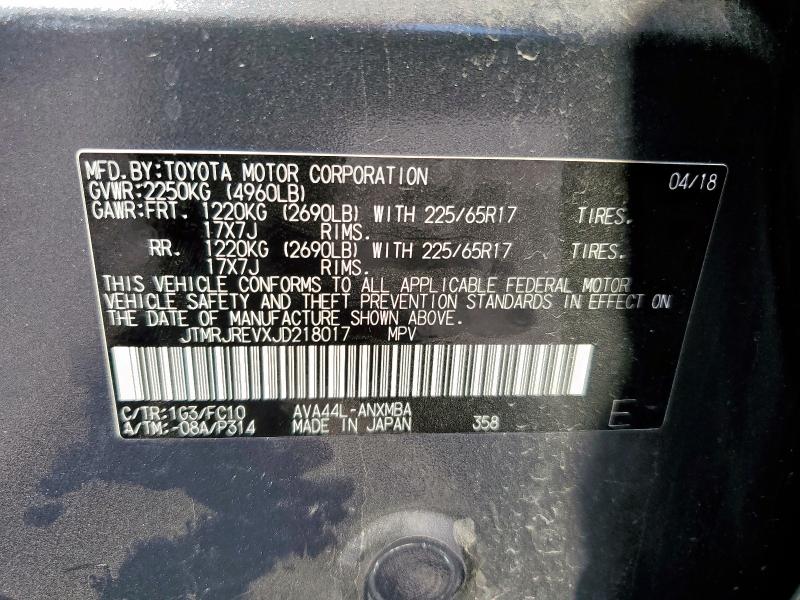 MFD. BY: TOYOTA MOTOR CORPORATION 04/18
GVWR: 2250KG (4960LB)
GAWR: FRT. 1220KG (2690LB) WITH 225/65R17 TIRES.
17X7J RIMS.
RR. 1220KG (2690LB) WITH 225/65R17 TIRES.
17X7J RIMS.
THIS VEHICLE CONFORMS TO ALL APPLICABLE FEDERAL MOTOR
VEHICLE SAFETY AND THEFT PREVENTION STANDARDS IN EFFECT ON
THE DATE OF MANUFACTURE SHOWN ABOVE.
JTMRJREVXJD218017 MPV
C/TR: 1G3/FC10 AVA44L-ANXMBA
A/TM: -08A/P314 MADE IN JAPAN 358 E